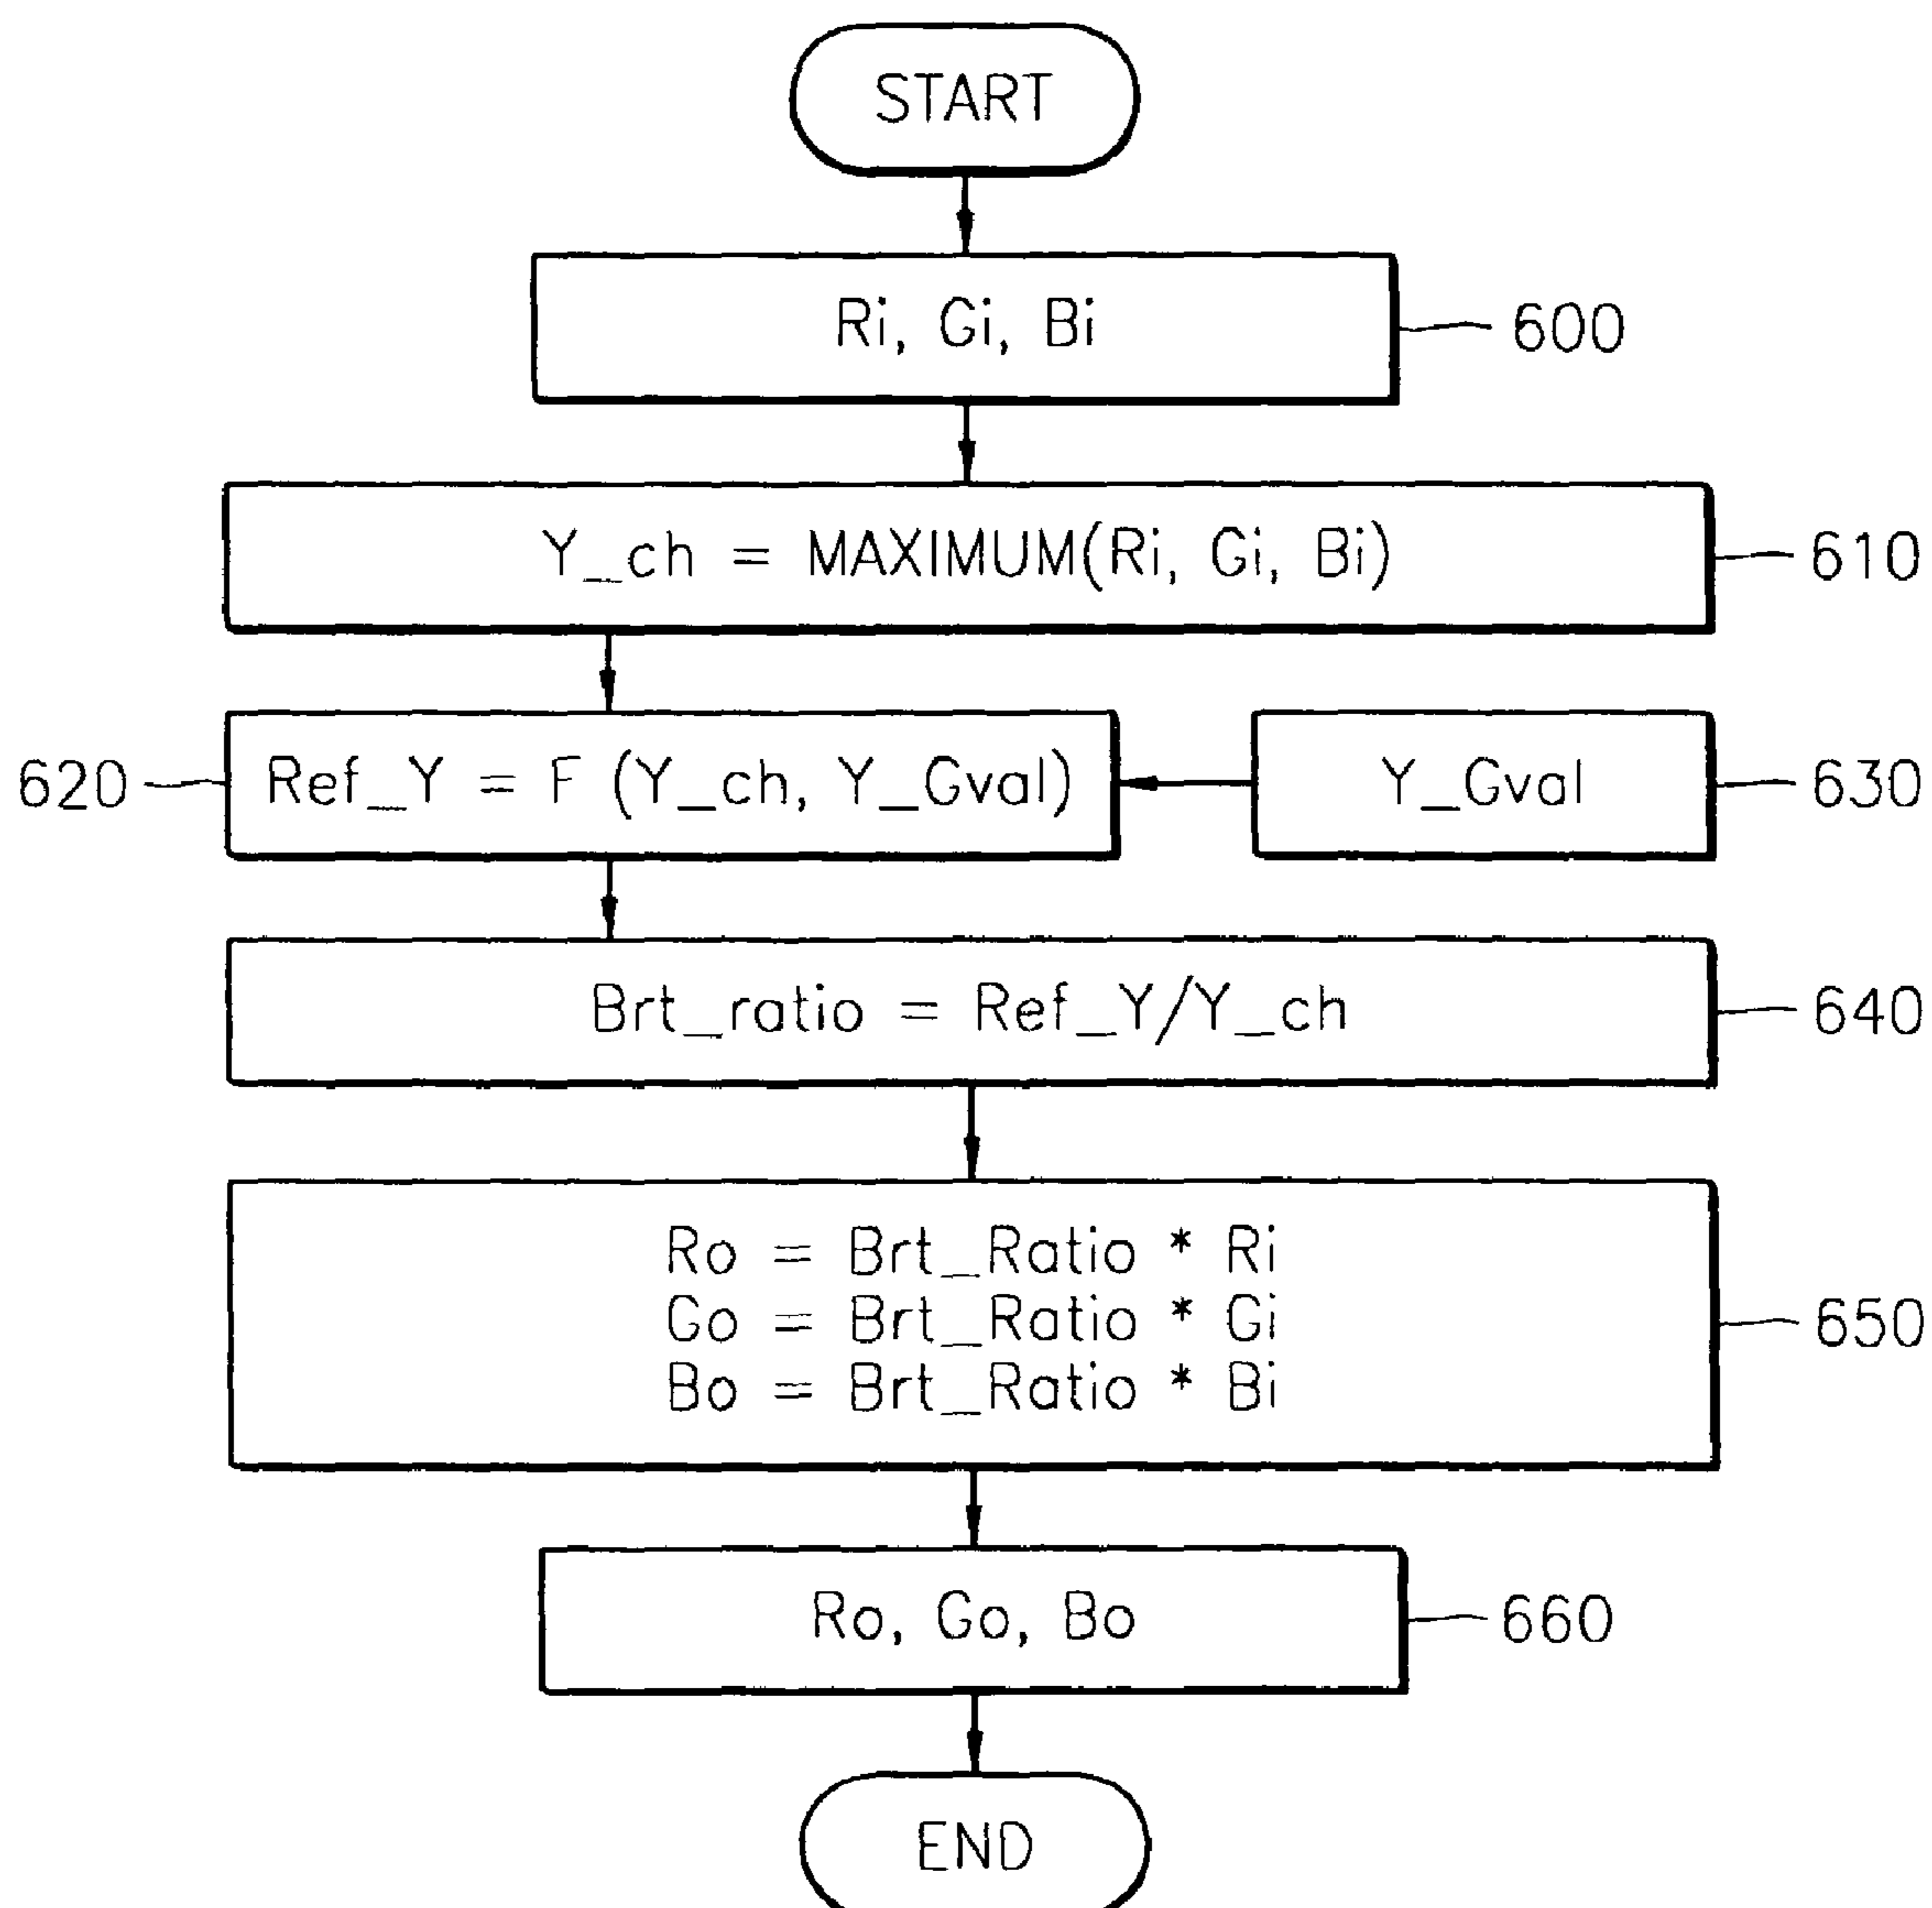 START
Ri, Gi, Bi
600
Y_ch = MAXIMUM(Ri, Gi, Bi)
610
620
Ref_Y = F (Y_ch, Y_Gval)
Y_Gval
630
Brt_ratio = Ref_Y/Y_ch
640
Ro = Brt_Ratio * Ri
Go = Brt_Ratio * Gi
Bo = Brt_Ratio * Bi
650
Ro, Go, Bo
660
END